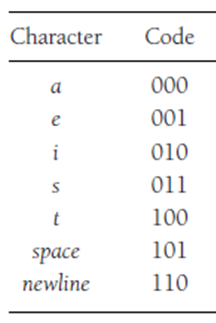 Character Code
a 000
e 001
i 010
s 011
t 100
space 101
newline 110